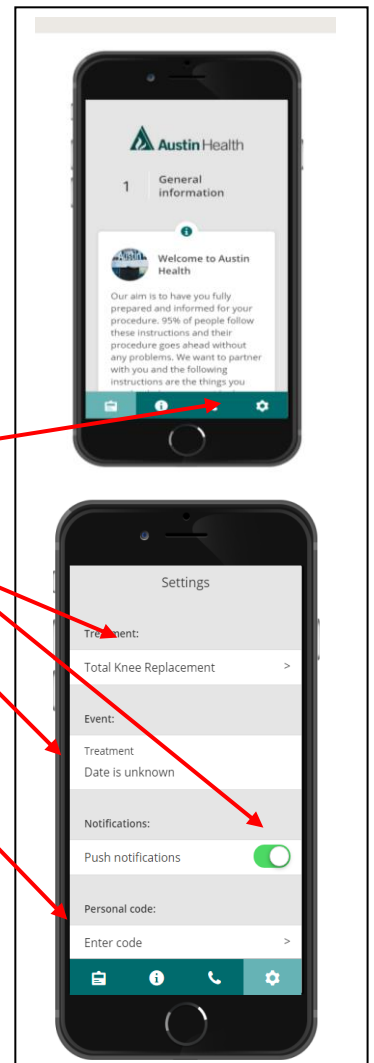 Austin Health
1
General
information
Austin
Welcome to Austin
Health
Our aim is to have you fully
prepared and informed for your
procedure. 95% of people follow
these instructions and their
procedure goes ahead without
any problems. We want to partner
with you and the following
instructions are the things you
Settings
Treatment:
Total Knee Replacement >
Event:
Treatment
Date is unknown
Notifications:
Push notifications
Personal code:
Enter code >